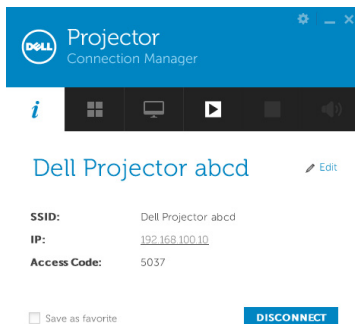 DELL
Projector
Connection Manager
i
Dell Projector abcd
Edit
SSID: Dell Projector abcd
IP: 192.168.100.10
Access Code: 5037
Save as favorite
DISCONNECT